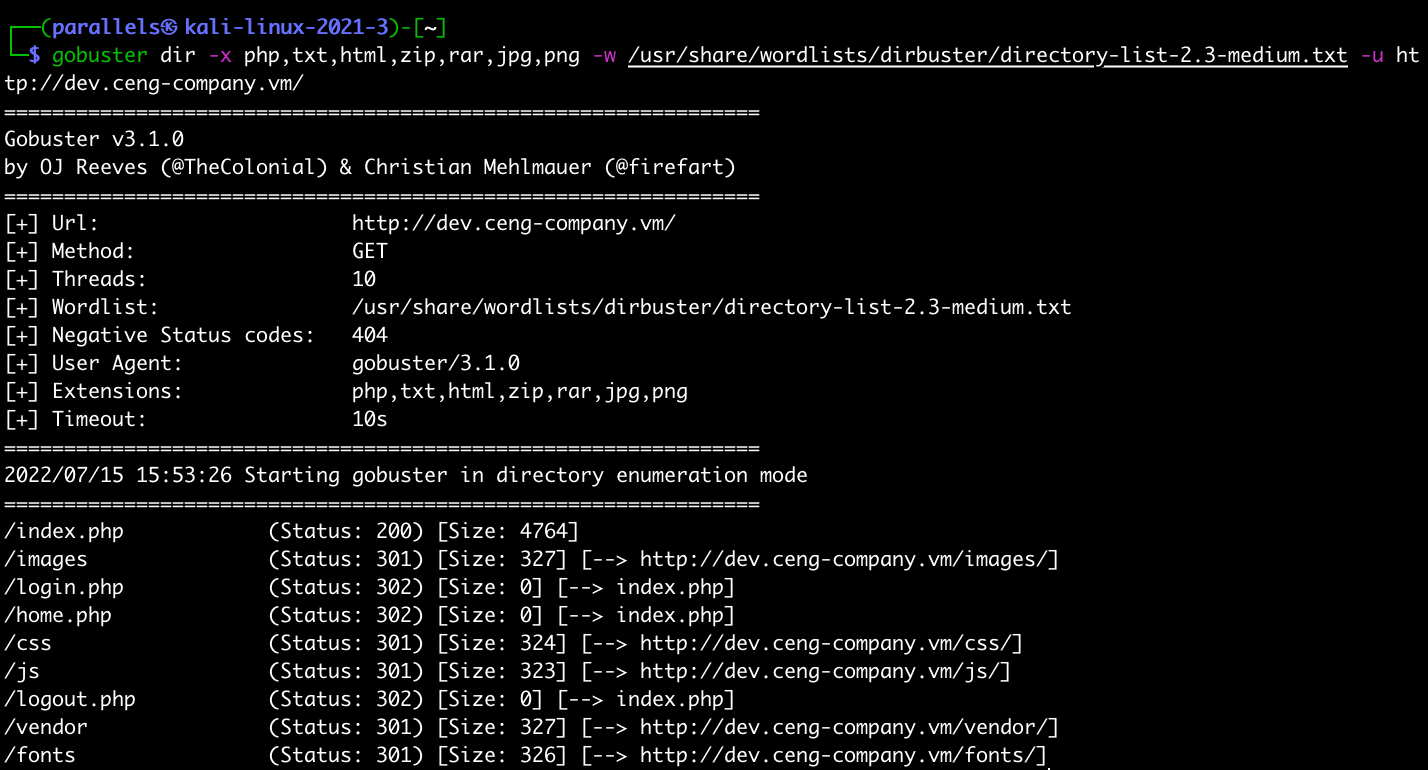 ┌──(parallels㉿kali-linux-2021-3)-[~]
└─$ gobuster dir -x php,txt,html,zip,rar,jpg,png -w /usr/share/wordlists/dirbuster/directory-list-2.3-medium.txt -u ht
tp://dev.ceng-company.vm/
===============================================================
Gobuster v3.1.0
by OJ Reeves (@TheColonial) & Christian Mehlmauer (@firefart)
===============================================================
[+] Url:                     http://dev.ceng-company.vm/
[+] Method:                  GET
[+] Threads:                 10
[+] Wordlist:                /usr/share/wordlists/dirbuster/directory-list-2.3-medium.txt
[+] Negative Status codes:   404
[+] User Agent:              gobuster/3.1.0
[+] Extensions:              php,txt,html,zip,rar,jpg,png
[+] Timeout:                 10s
===============================================================
2022/07/15 15:53:26 Starting gobuster in directory enumeration mode
===============================================================
/index.php            (Status: 200) [Size: 4764]
/images               (Status: 301) [Size: 327] [--> http://dev.ceng-company.vm/images/]
/login.php            (Status: 302) [Size: 0] [--> index.php]
/home.php             (Status: 302) [Size: 0] [--> index.php]
/css                  (Status: 301) [Size: 324] [--> http://dev.ceng-company.vm/css/]
/js                   (Status: 301) [Size: 323] [--> http://dev.ceng-company.vm/js/]
/logout.php           (Status: 302) [Size: 0] [--> index.php]
/vendor               (Status: 301) [Size: 327] [--> http://dev.ceng-company.vm/vendor/]
/fonts                (Status: 301) [Size: 326] [--> http://dev.ceng-company.vm/fonts/]